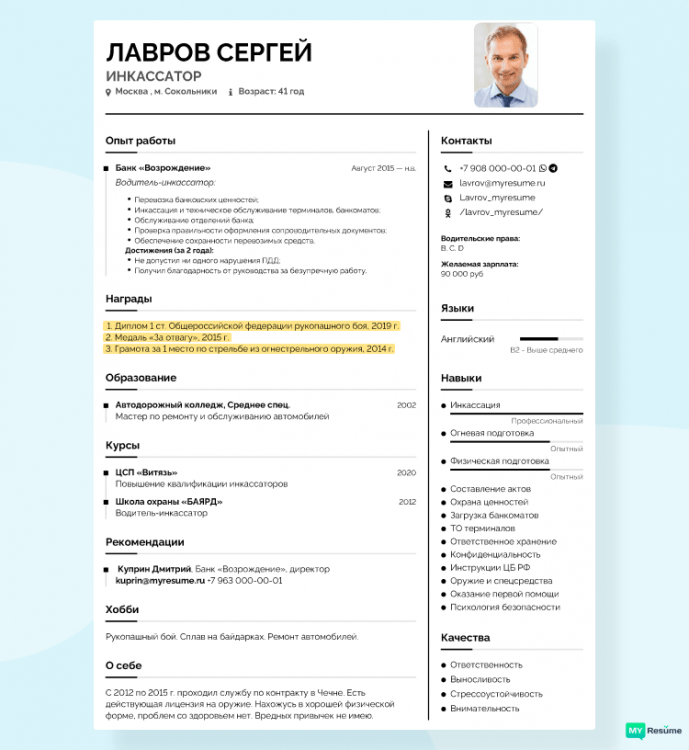 ЛАВРОВ СЕРГЕЙ
ИНКАССАТОР
Москва , м. Сокольники
Возраст: 41 год
Опыт работы
Банк «Возрождение»
Август 2015 — н.в.
Водитель-инкассатор:
Перевозка банковских ценностей;
Инкассация и техническое обслуживание терминалов, банкоматов;
Обслуживание отделений банка;
Проверка правильности оформления сопроводительных документов;
Обеспечение сохранности перевозимых средств.
Достижения (за 2 года):
Не допустил ни одного нарушения ПДД;
Получил благодарность от руководства за безупречную работу.
Награды
1. Диплом 1 ст. Общероссийской федерации рукопашного боя, 2019 г.
2. Медаль «За отвагу», 2015 г.
3. Грамота за 1 место по стрельбе из огнестрельного оружия, 2014 г.
Образование
Автодорожный колледж, Среднее спец.
2002
Мастер по ремонту и обслуживанию автомобилей
Курсы
ЦСП «Витязь»
2020
Повышение квалификации инкассаторов
Школа охраны «БАЯРД»
2012
Водитель-инкассатор
Рекомендации
Куприн Дмитрий, Банк «Возрождение», директор
kuprin@myresume.ru +7 963 000-00-01
Хобби
Рукопашный бой. Сплав на байдарках. Ремонт автомобилей.
О себе
С 2012 по 2015 г. проходил службу по контракту в Чечне. Есть
действующая лицензия на оружие. Нахожусь в хорошей физической
форме, проблем со здоровьем нет. Вредных привычек не имею.
Контакты
+7 908 000-00-01
lavrov@myresume.ru
Lavrov_myresume
/lavrov_myresume/
Водительские права:
B, C, D
Желаемая зарплата:
90 000 руб
Языки
Английский
B2 - Выше среднего
Навыки
Инкассация
Профессиональный
Огневая подготовка
Опытный
Физическая подготовка
Опытный
Составление актов
Охрана ценностей
Загрузка банкоматов
ТО терминалов
Ответственное хранение
Конфиденциальность
Инструкции ЦБ РФ
Оружие и спецсредства
Оказание первой помощи
Психология безопасности
Качества
Ответственность
Выносливость
Стрессоустойчивость
Внимательность
MY Resume